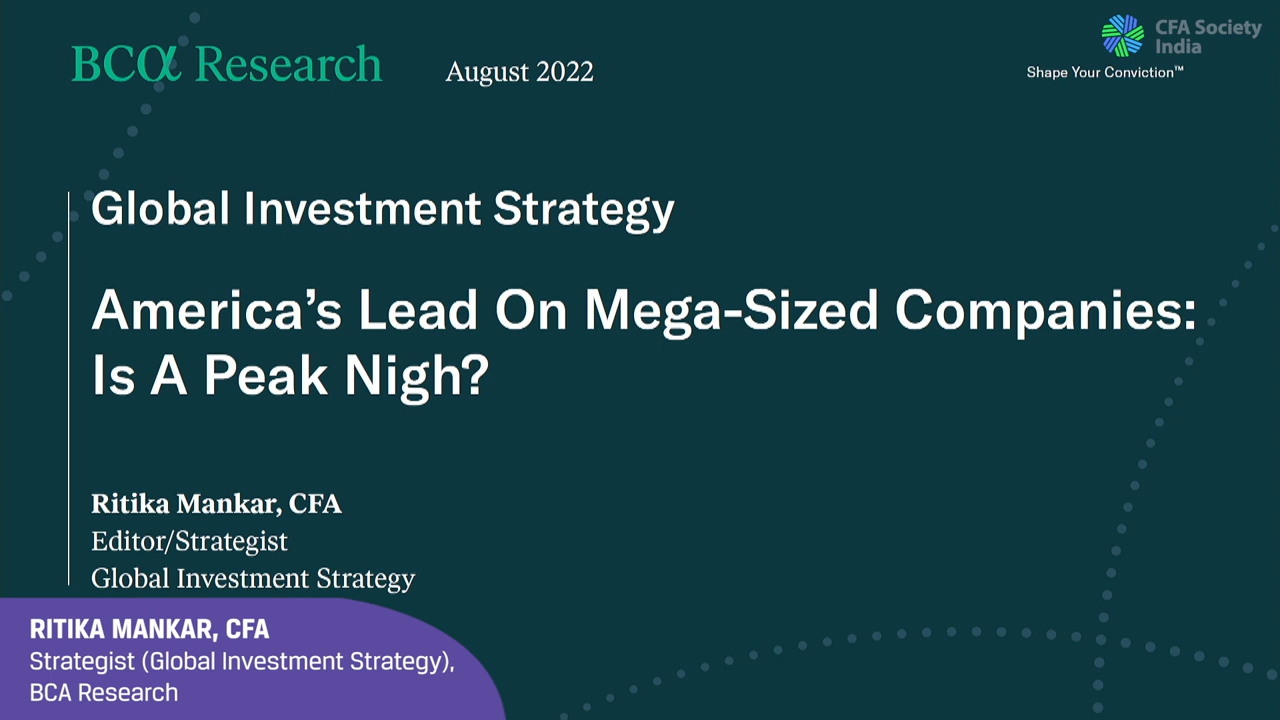 BCα Research
August 2022
CFA Society
India
Shape Your Conviction™
Global Investment Strategy
America’s Lead On Mega-Sized Companies:
Is A Peak Nigh?
Ritika Mankar, CFA
Editor/Strategist
Global Investment Strategy
RITIKA MANKAR, CFA
Strategist (Global Investment Strategy),
BCA Research